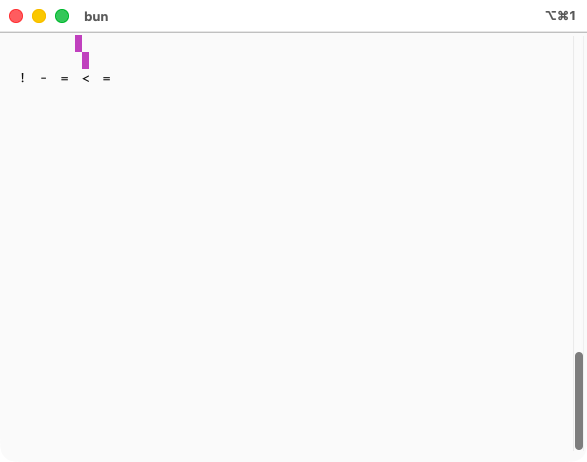 bun
⌥⌘1
! - = < =